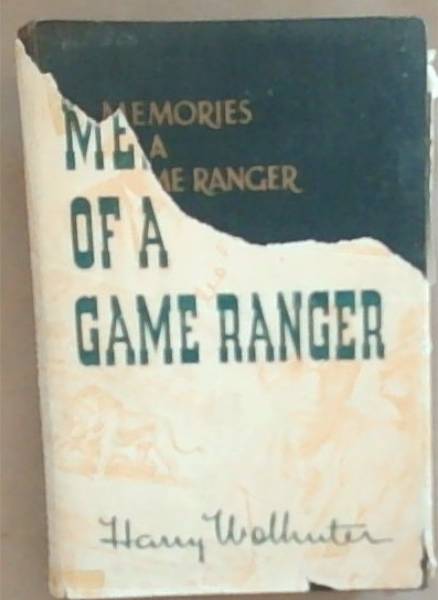 MEMORIES
A
ME RANGER
ME
OF A
GAME RANGER
Harry Wolhuter